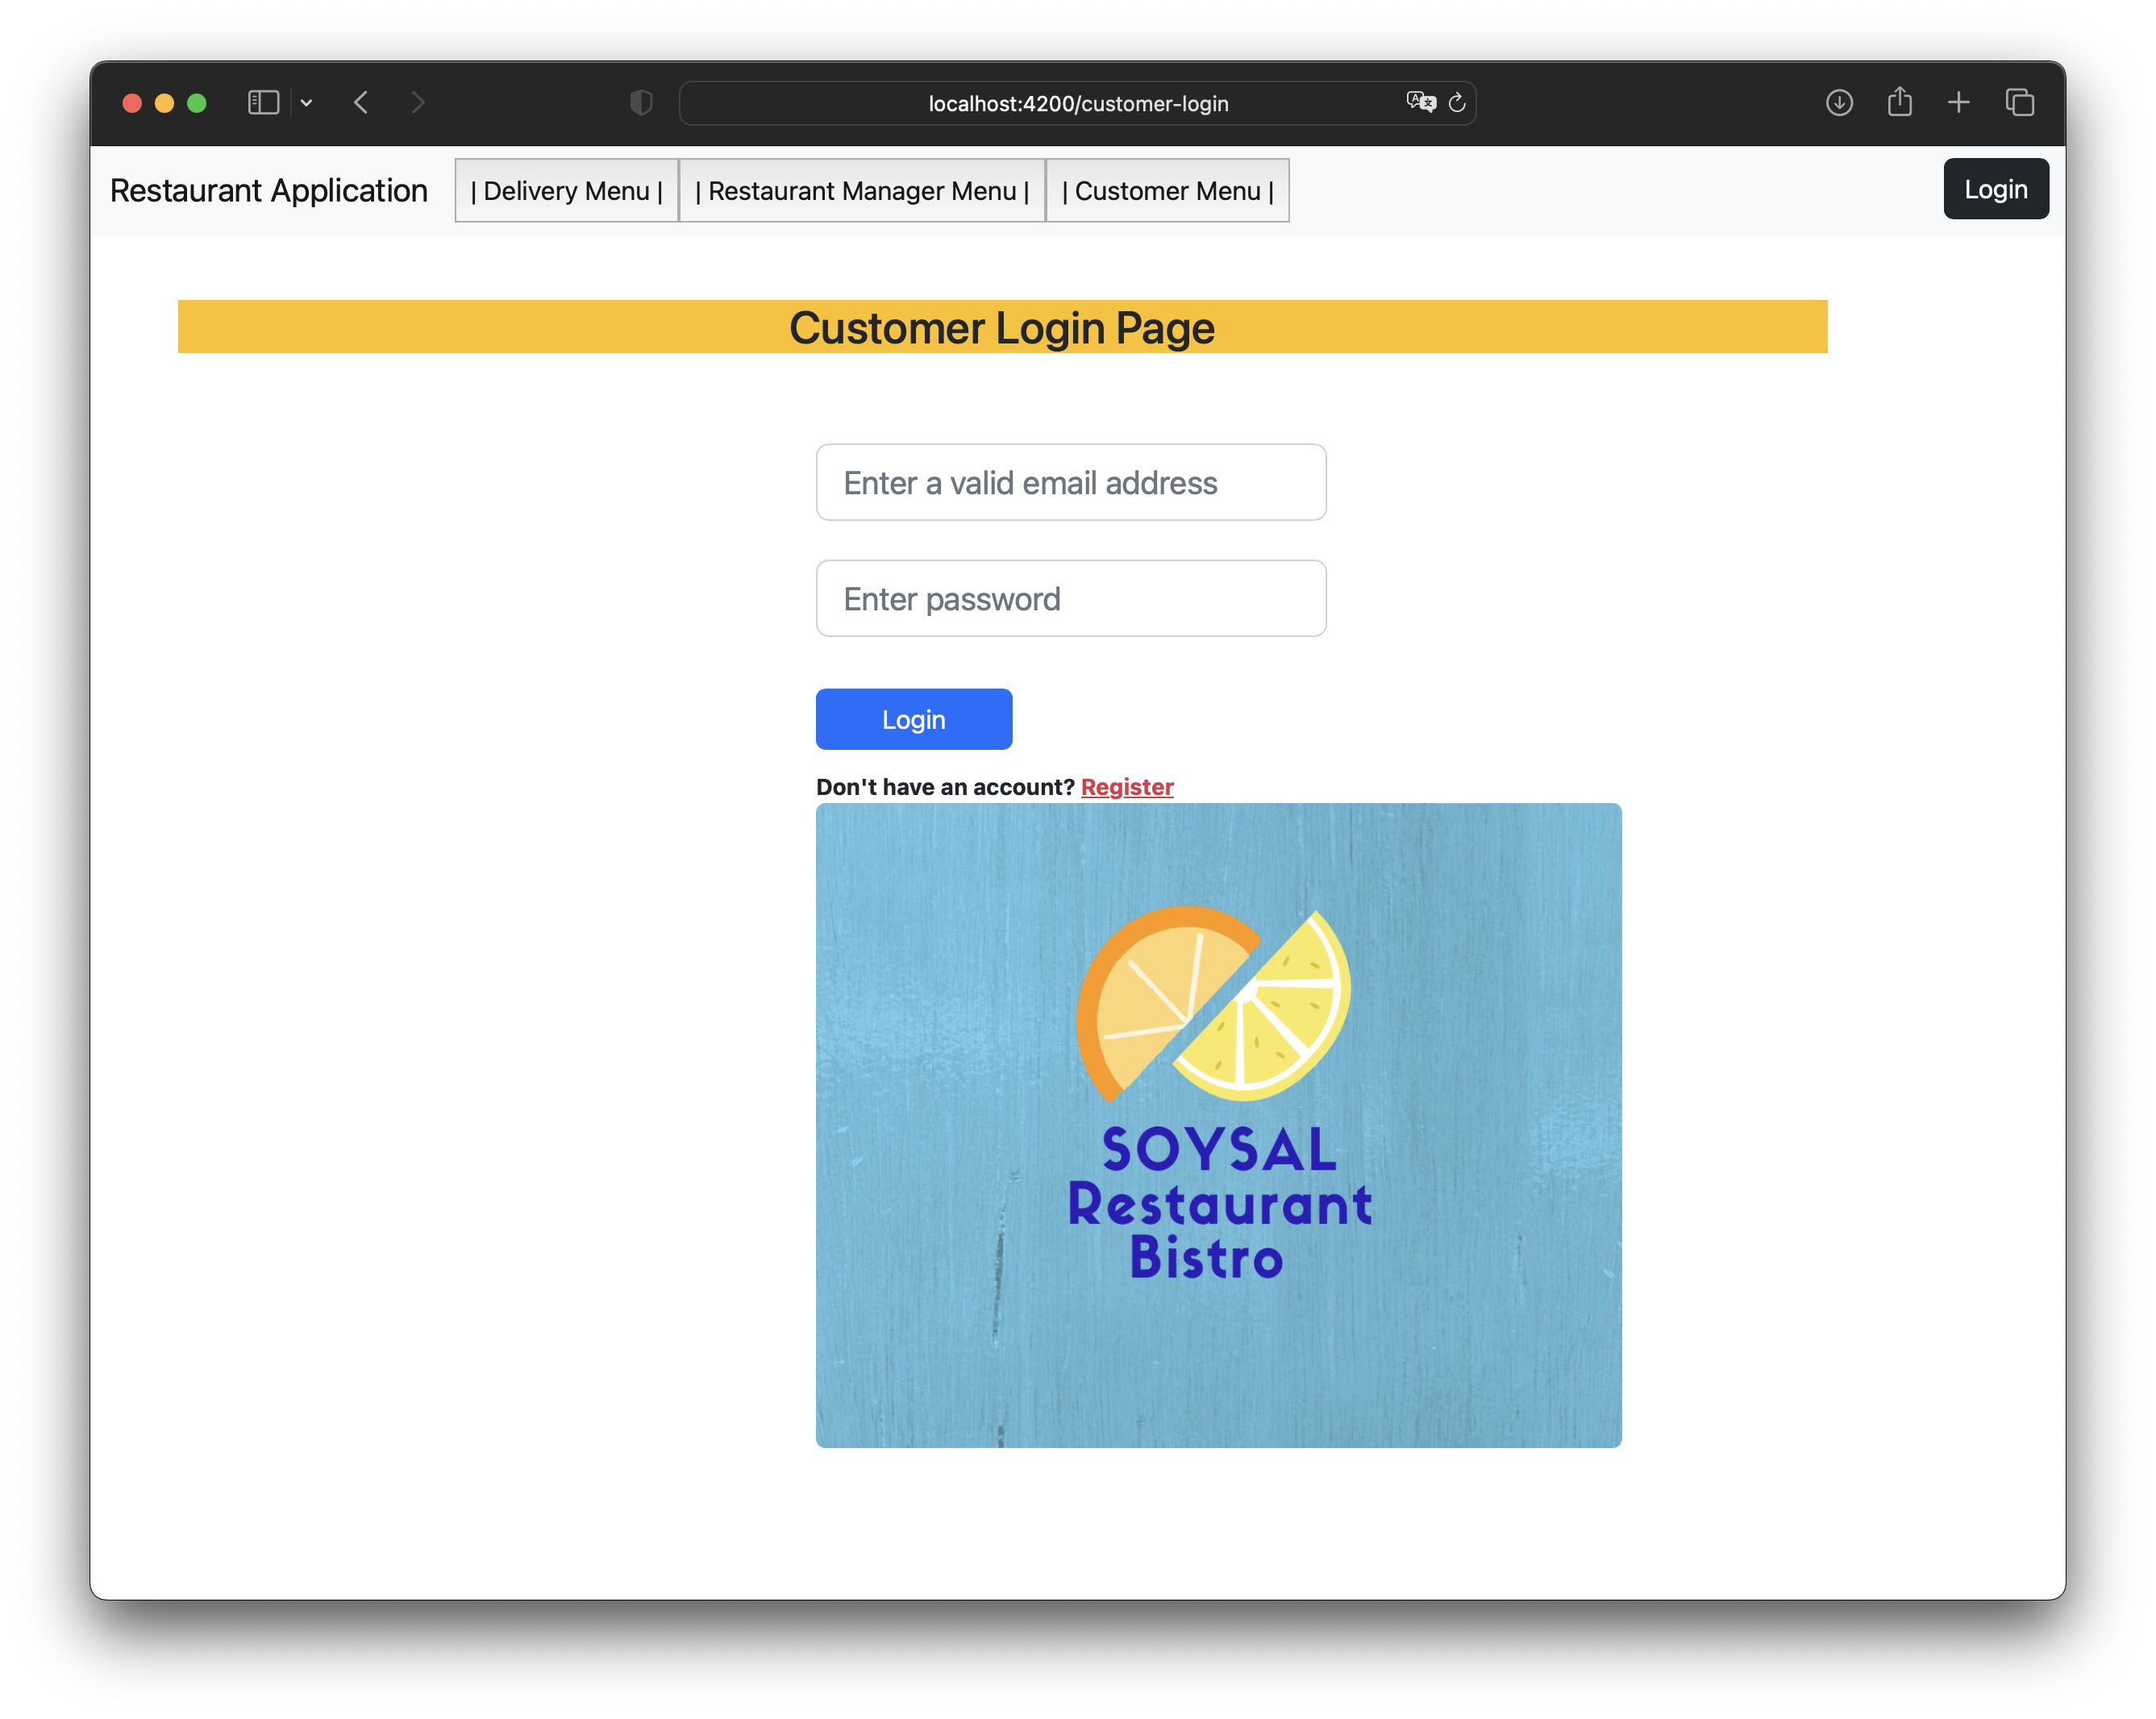 localhost:4200/customer-login
Restaurant Application
| Delivery Menu |
| Restaurant Manager Menu |
| Customer Menu |
Login
Customer Login Page
Enter a valid email address
Enter password
Login
Don't have an account? Register
SOYSAL
Restaurant
Bistro